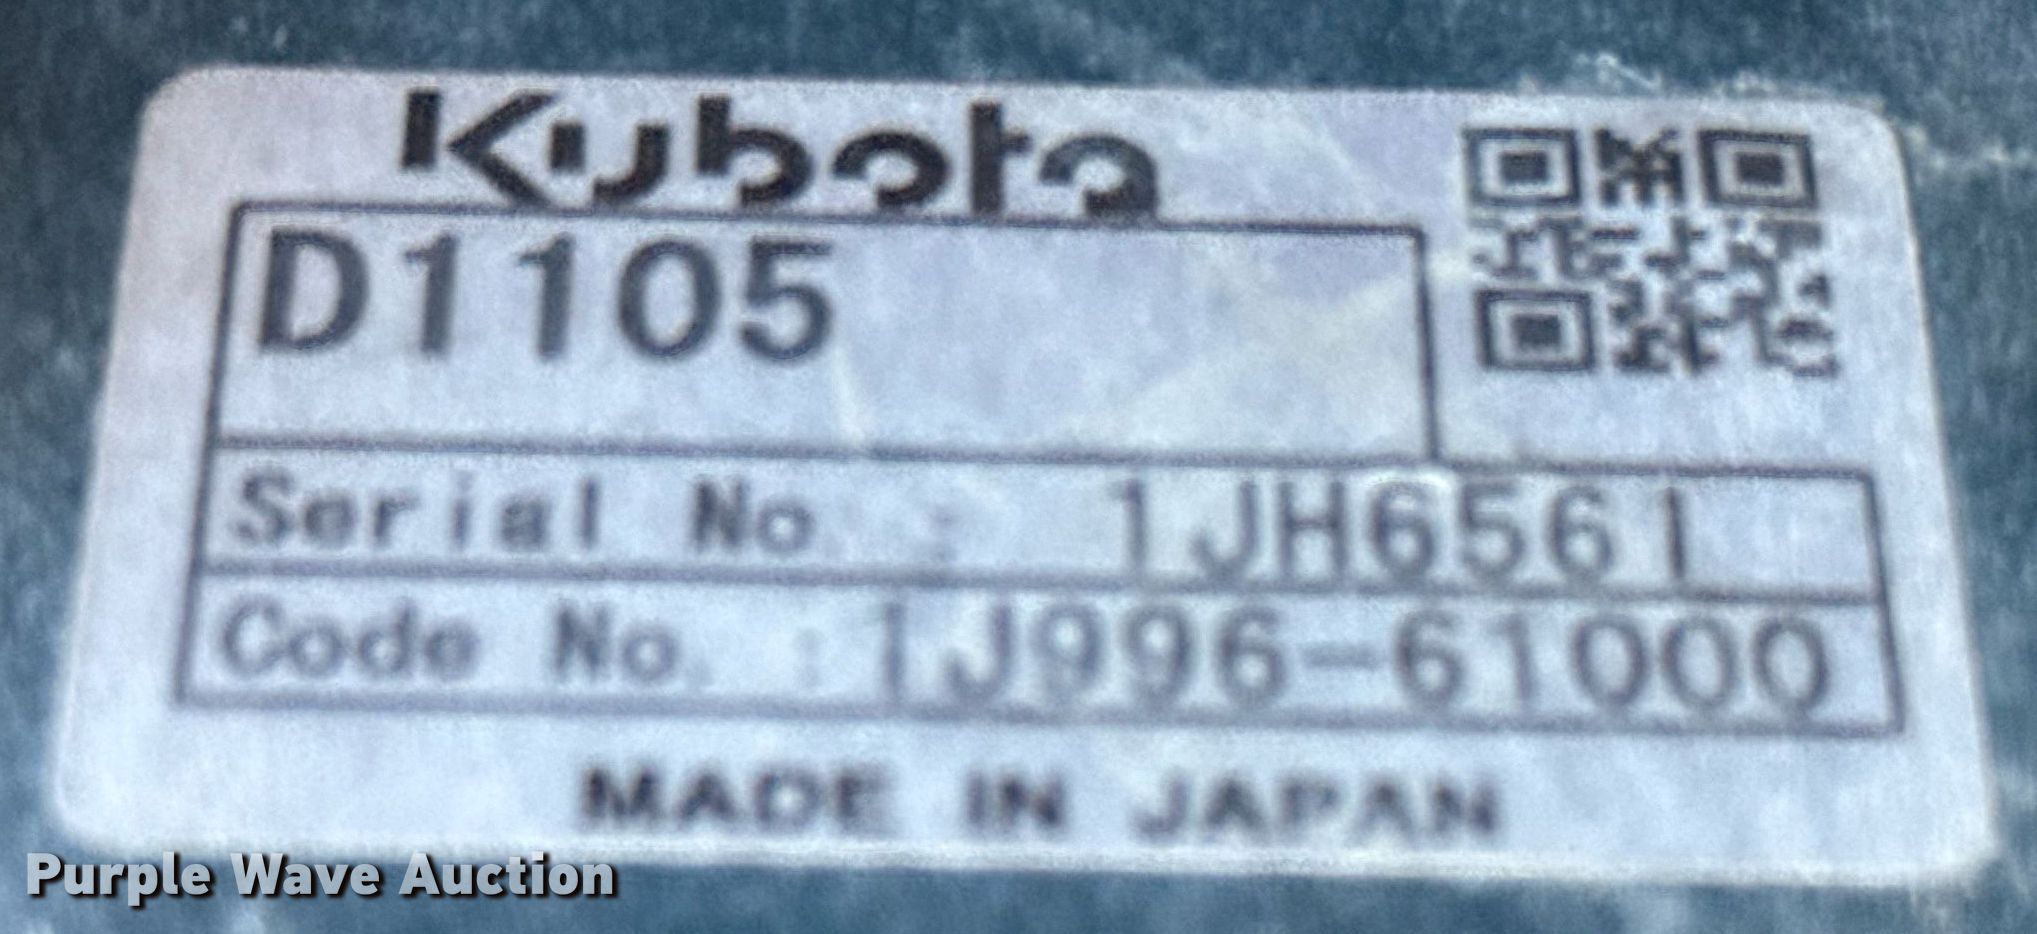 Kubota
D1105
Serial No. : 1JH6561
Code No. : 1J996-61000
MADE IN JAPAN
Purple Wave Auction